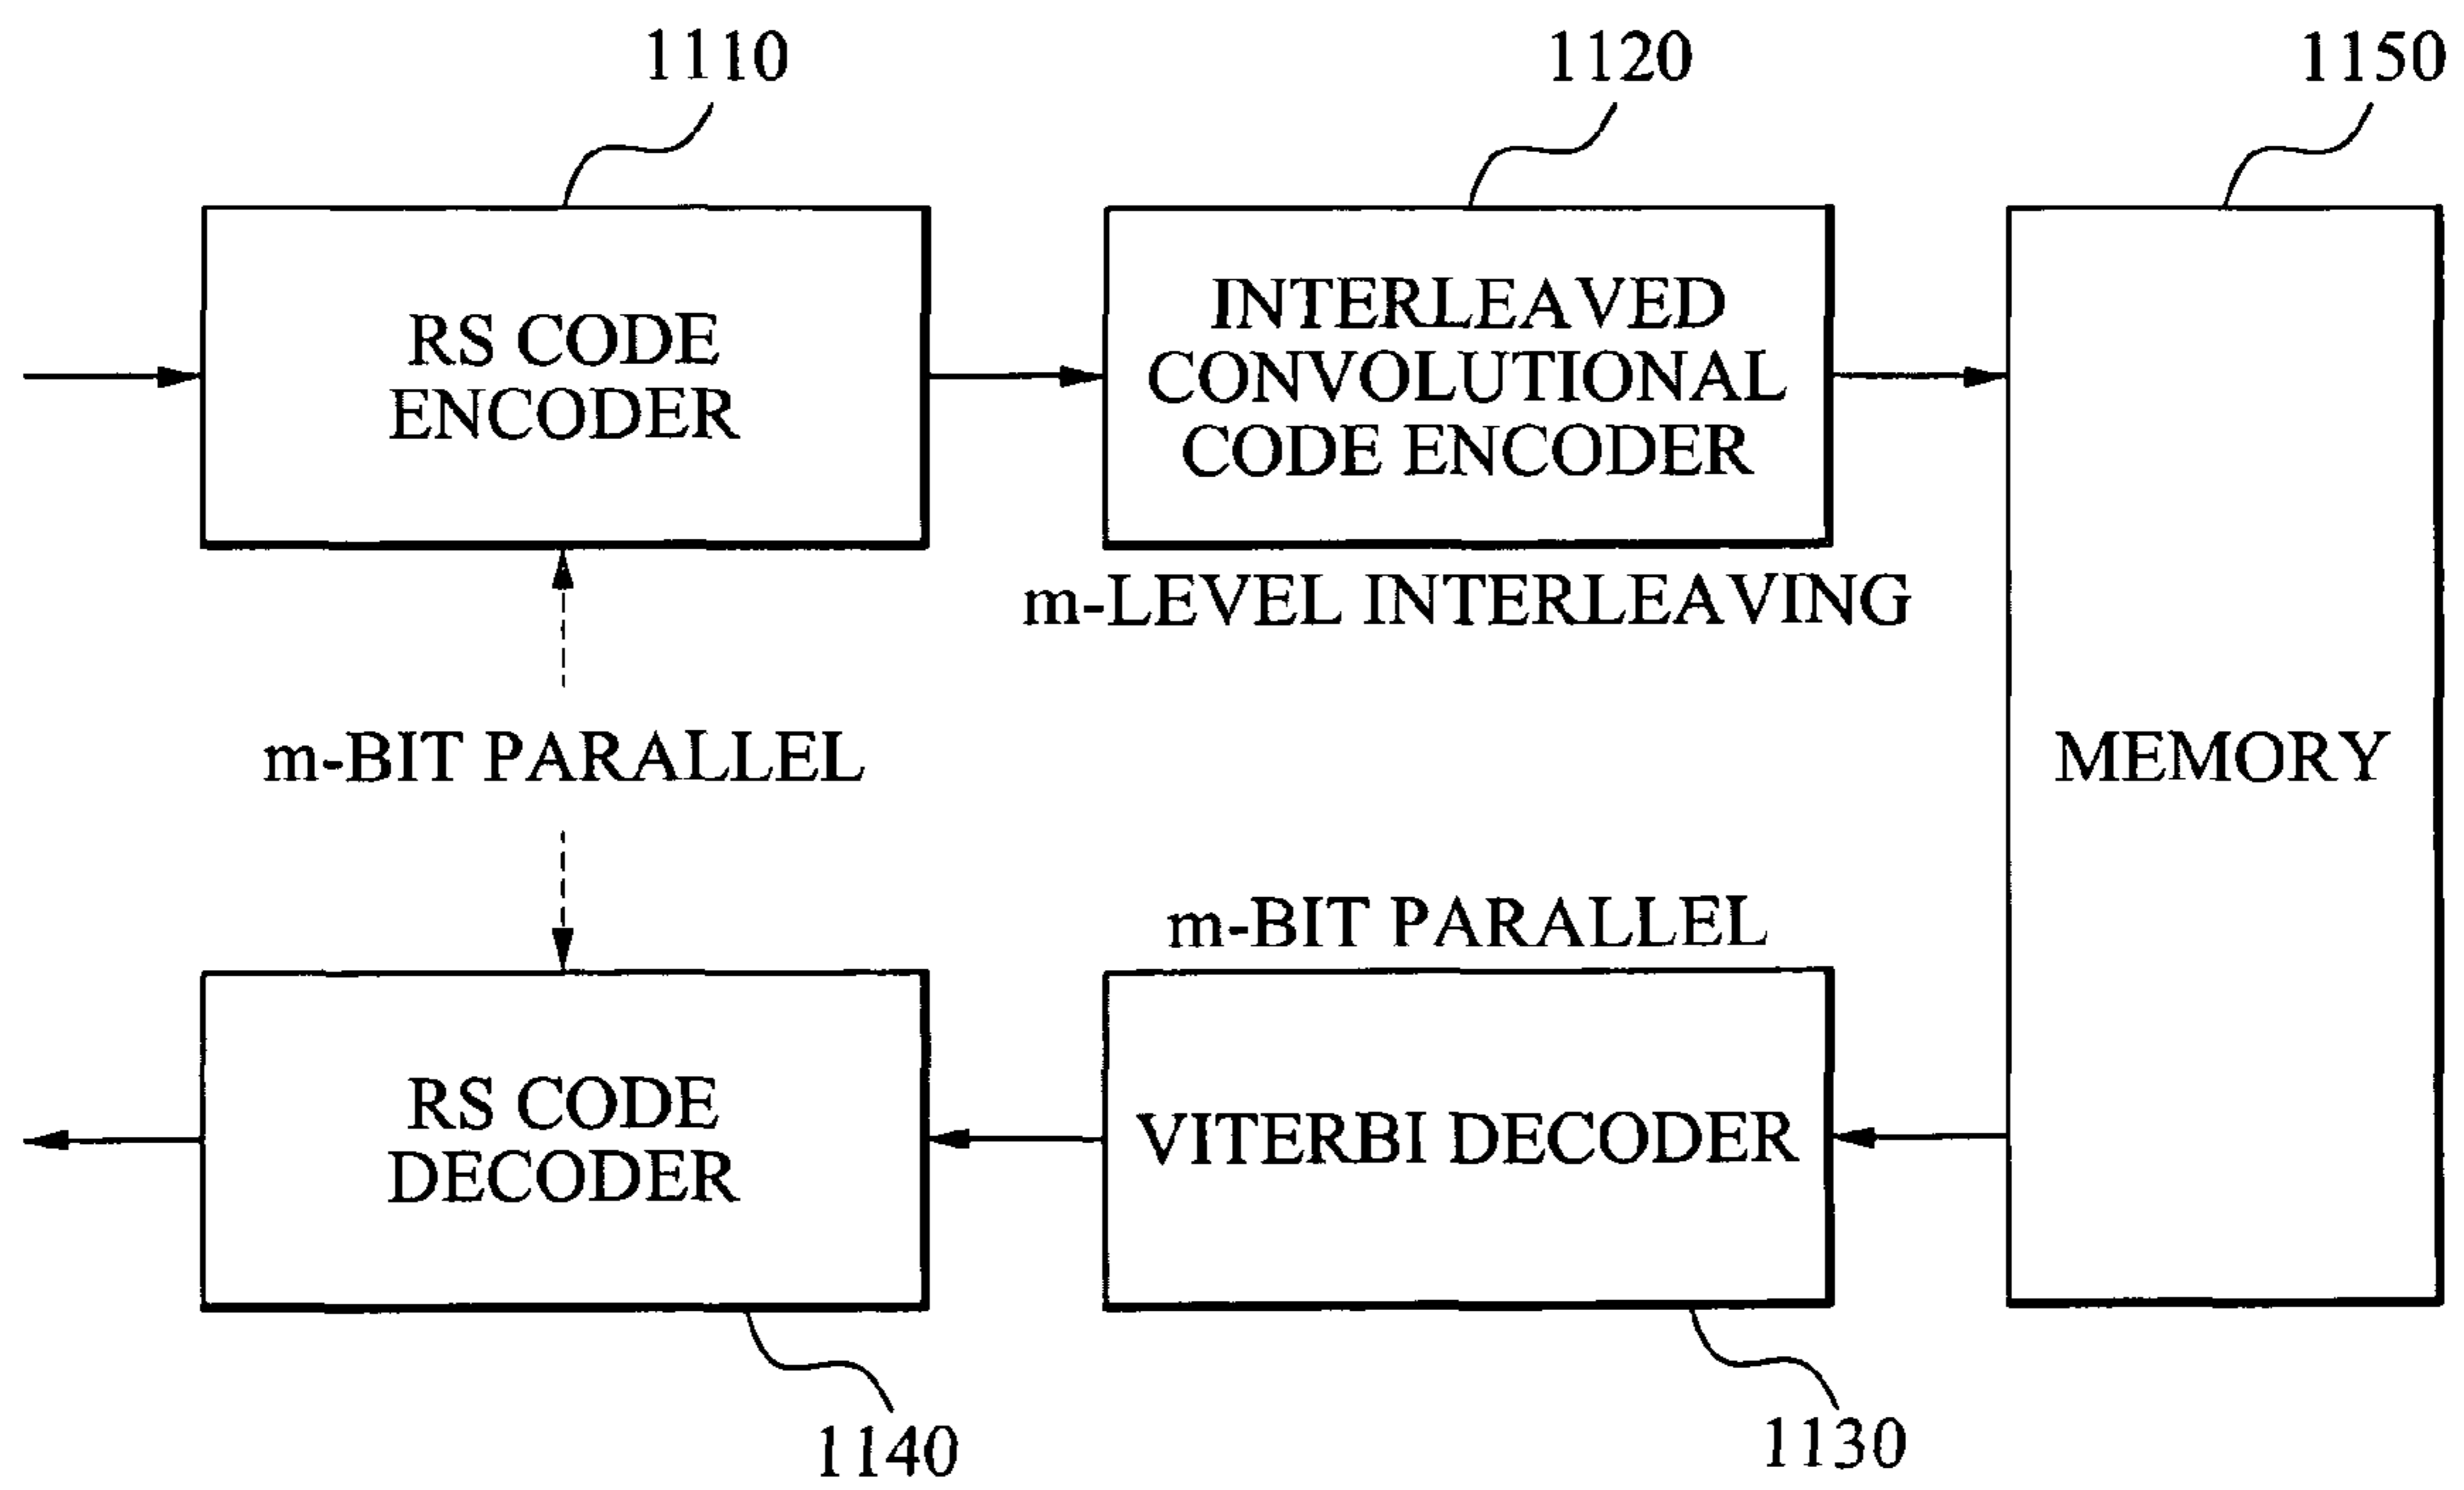 1110
1120
1150
RS CODE
ENCODER
INTERLEAVED
CONVOLUTIONAL
CODE ENCODER
m-LEVEL INTERLEAVING
m-BIT PARALLEL
MEMORY
m-BIT PARALLEL
RS CODE
DECODER
VITERBI DECODER
1140
1130